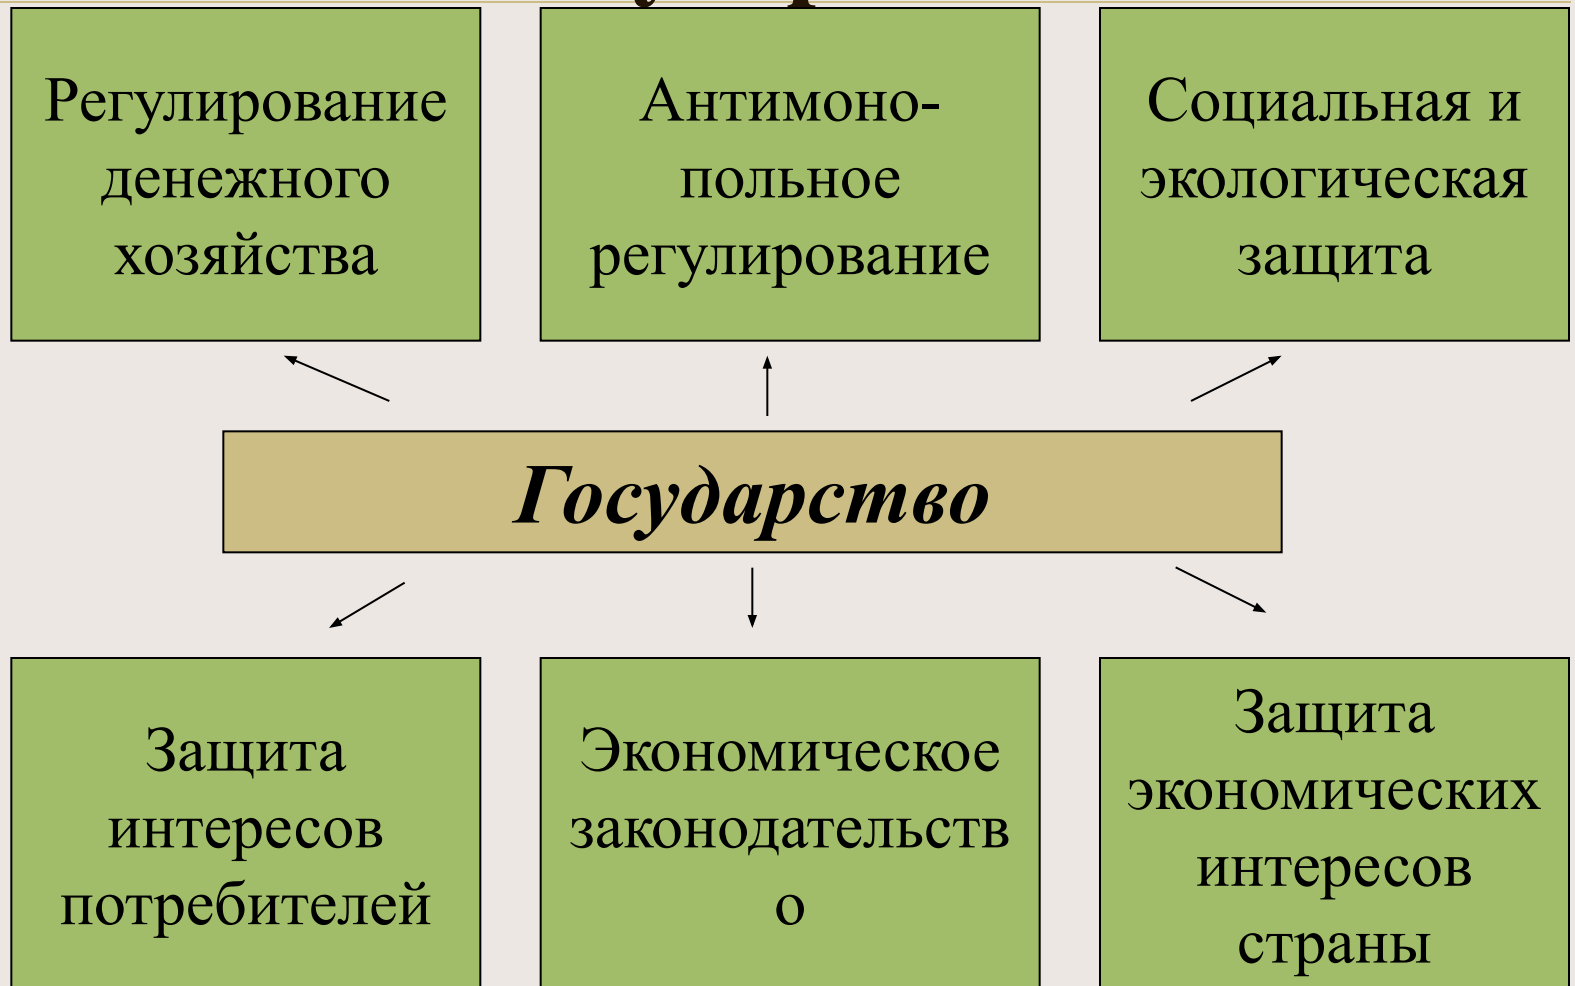 Регулирование
денежного
хозяйства
Антимоно-
польное
регулирование
Социальная и
экологическая
защита
Государство
Защита
интересов
потребителей
Экономическое
законодательств
о
Защита
экономических
интересов
страны